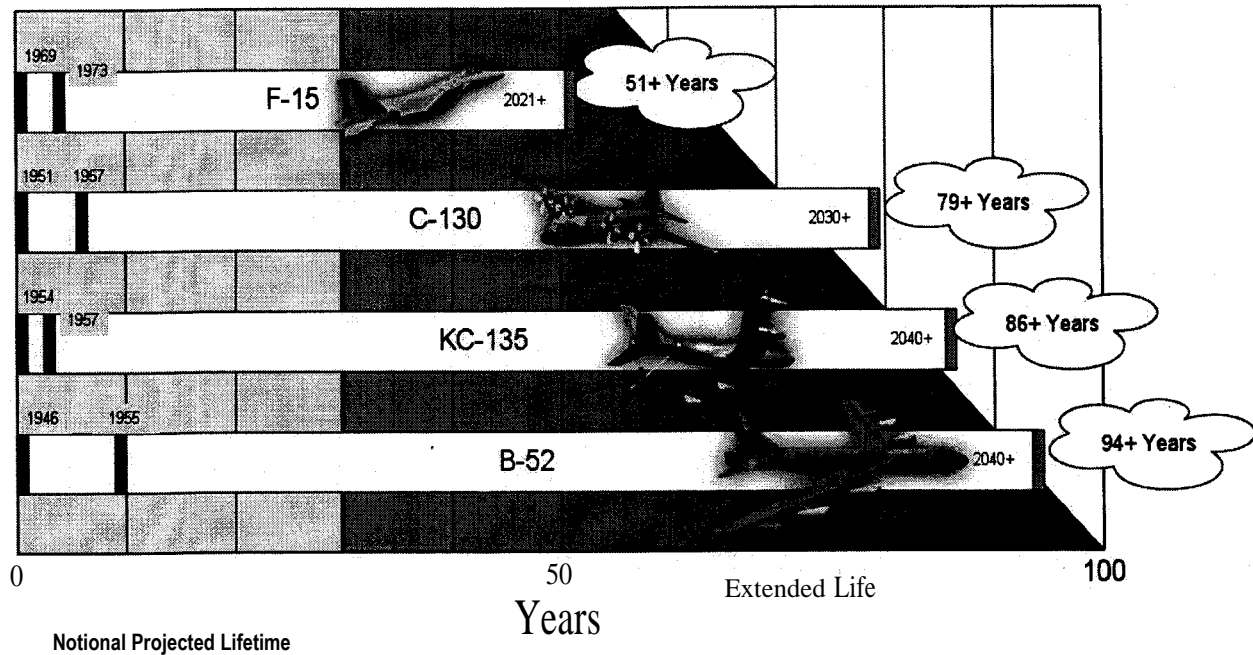 1969
1973
F-15
2021+
51+ Years
1951 1957
C-130
2030+
79+ Years
1954
1957
KC-135
2040+
86+ Years
1946 1955
B-52
2040+
94+ Years
0 50 100
Extended Life
Years
Notional Projected Lifetime